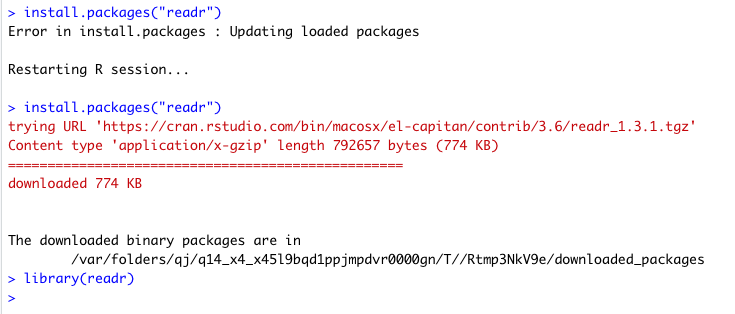 > install.packages("readr")
Error in install.packages : Updating loaded packages
Restarting R session...
> install.packages("readr")
trying URL 'https://cran.rstudio.com/bin/macosx/el-capitan/contrib/3.6/readr_1.3.1.tgz'
Content type 'application/x-gzip' length 792657 bytes (774 KB)
==================================================
downloaded 774 KB
The downloaded binary packages are in
	/var/folders/qj/q14_x4_x45l9bqd1ppjmpdvr0000gn/T//Rtmp3NkV9e/downloaded_packages
> library(readr)
>